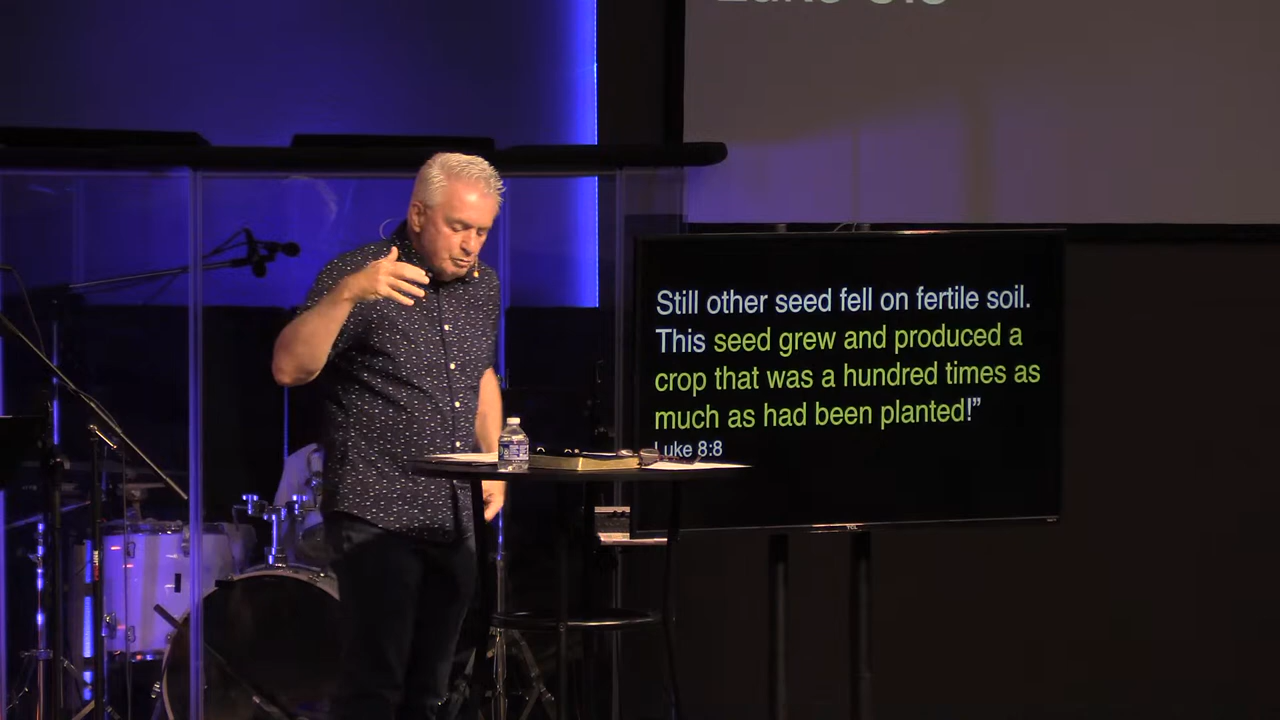 Still other seed fell on fertile soil.
This seed grew and produced a
crop that was a hundred times as
much as had been planted!”
Luke 8:8
TCL